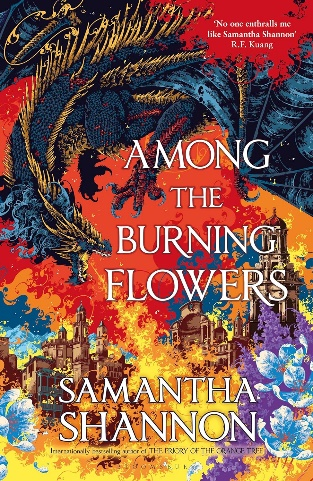 'No one enthralls me
like Samantha Shannon'
R.F. Kuang
AMONG
THE
BURNING
FLOWERS
SAMANTHA
SHANNON
Internationally bestselling author of THE PRIORY OF THE ORANGE TREE
BLOOMSBURY